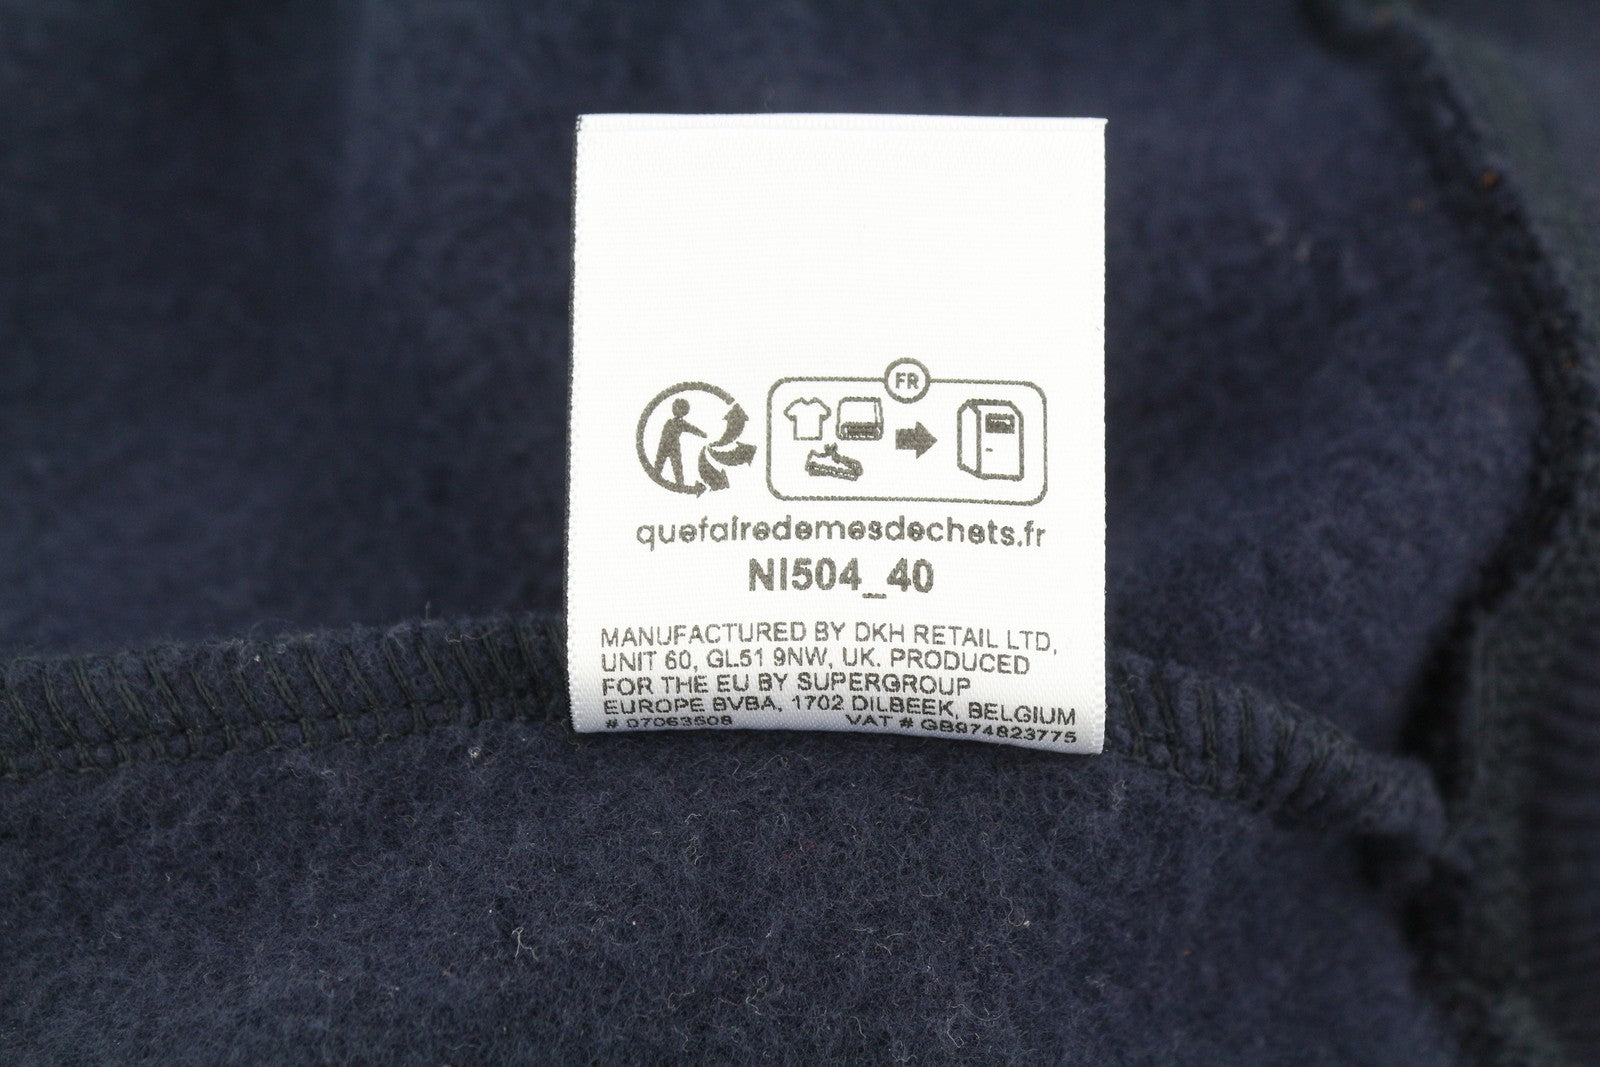 FR
quefairedemesdechets.fr
NI504_40
MANUFACTURED BY DKH RETAIL LTD,
UNIT 60, GL51 9NW, UK. PRODUCED
FOR THE EU BY SUPERGROUP
EUROPE BVBA, 1702 DILBEEK, BELGIUM
# 07063508 VAT # GB974823775